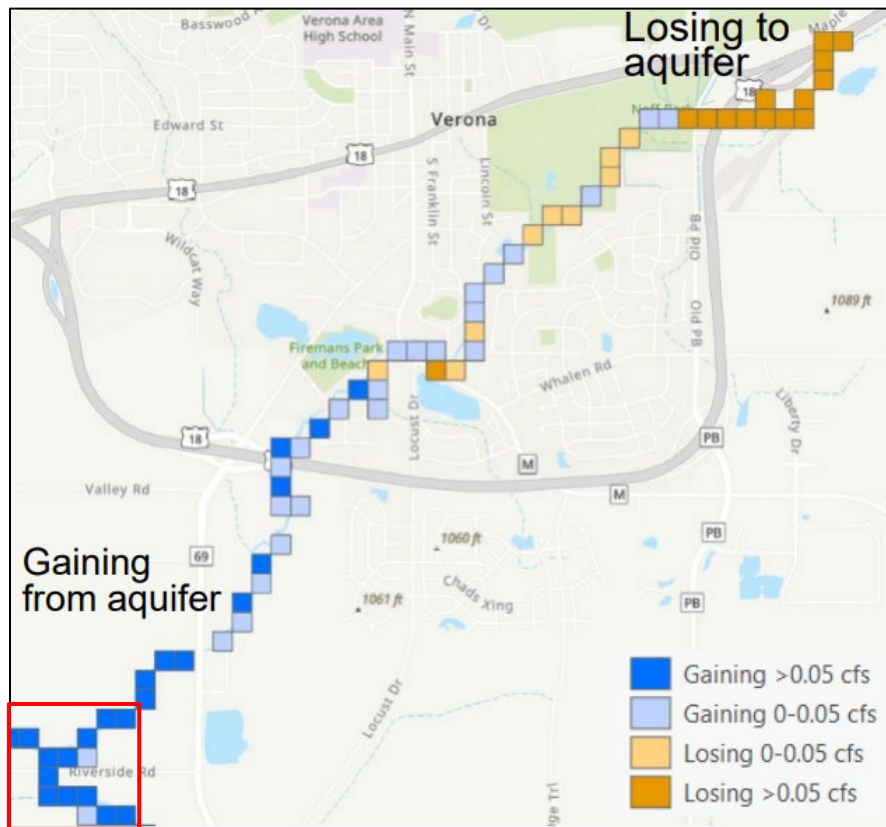 Basswood
Verona Area
High School
N Main St
Dr
Losing to
aquifer
Maple
18
Neff Park
Verona
Edward St
18
18
S Franklin St
Lincoln St
Wildcat Way
Old PB
Old PB
1089 ft
Firemans Park
and Beach
Whalen Rd
Locust Dr
Liberty Dr
18
PB
M
M
Valley Rd
PB
69
1060 ft
Gaining
from aquifer
1061 ft
Chads Xing
PB
Locust Dr
Riverside Rd
Gaining >0.05 cfs
Gaining 0-0.05 cfs
Losing 0-0.05 cfs
Losing >0.05 cfs